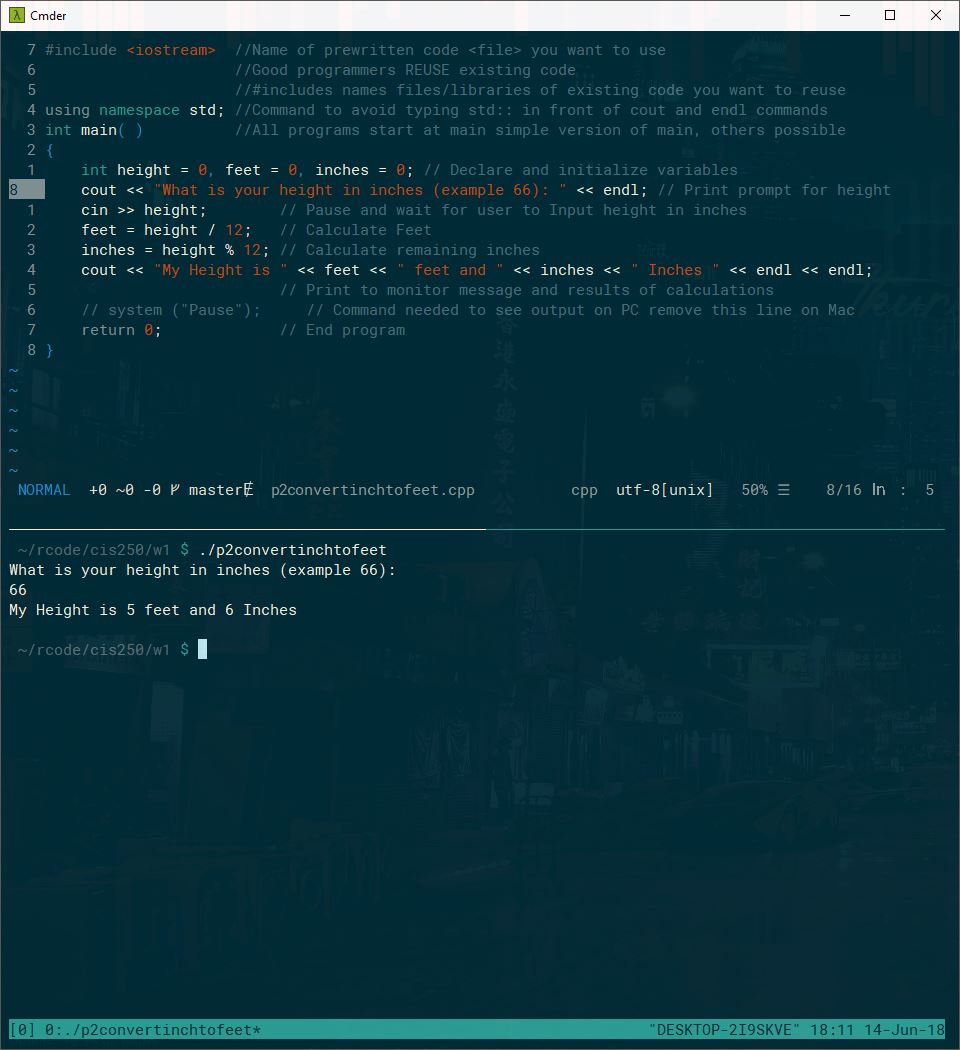 Cmder
7 #include <iostream>  //Name of prewritten code <file> you want to use
6                      //Good programmers REUSE existing code
5                      //#includes names files/libraries of existing code you want to reuse
4 using namespace std; //Command to avoid typing std:: in front of cout and endl commands
3 int main( )          //All programs start at main simple version of main, others possible
2 {
1     int height = 0, feet = 0, inches = 0; // Declare and initialize variables
8     cout << "What is your height in inches (example 66): " << endl; // Print prompt for height
1     cin >> height;        // Pause and wait for user to Input height in inches
2     feet = height / 12;   // Calculate Feet
3     inches = height % 12; // Calculate remaining inches
4     cout << "My Height is " << feet << " feet and " << inches << " Inches " << endl << endl;
5                           // Print to monitor message and results of calculations
6     // system ("Pause");     // Command needed to see output on PC remove this line on Mac
7     return 0;             // End program
8 }
~
~
~
~
~
~
NORMAL  +0 ~0 -0 master  p2convertinchtofeet.cpp  cpp  utf-8[unix]  50% ☰  8/16 ln :  5
~/rcode/cis250/w1 $ ./p2convertinchtofeet
What is your height in inches (example 66):
66
My Height is 5 feet and 6 Inches
~/rcode/cis250/w1 $
[0] 0:./p2convertinchtofeet*  "DESKTOP-2I9SKVE" 18:11 14-Jun-18